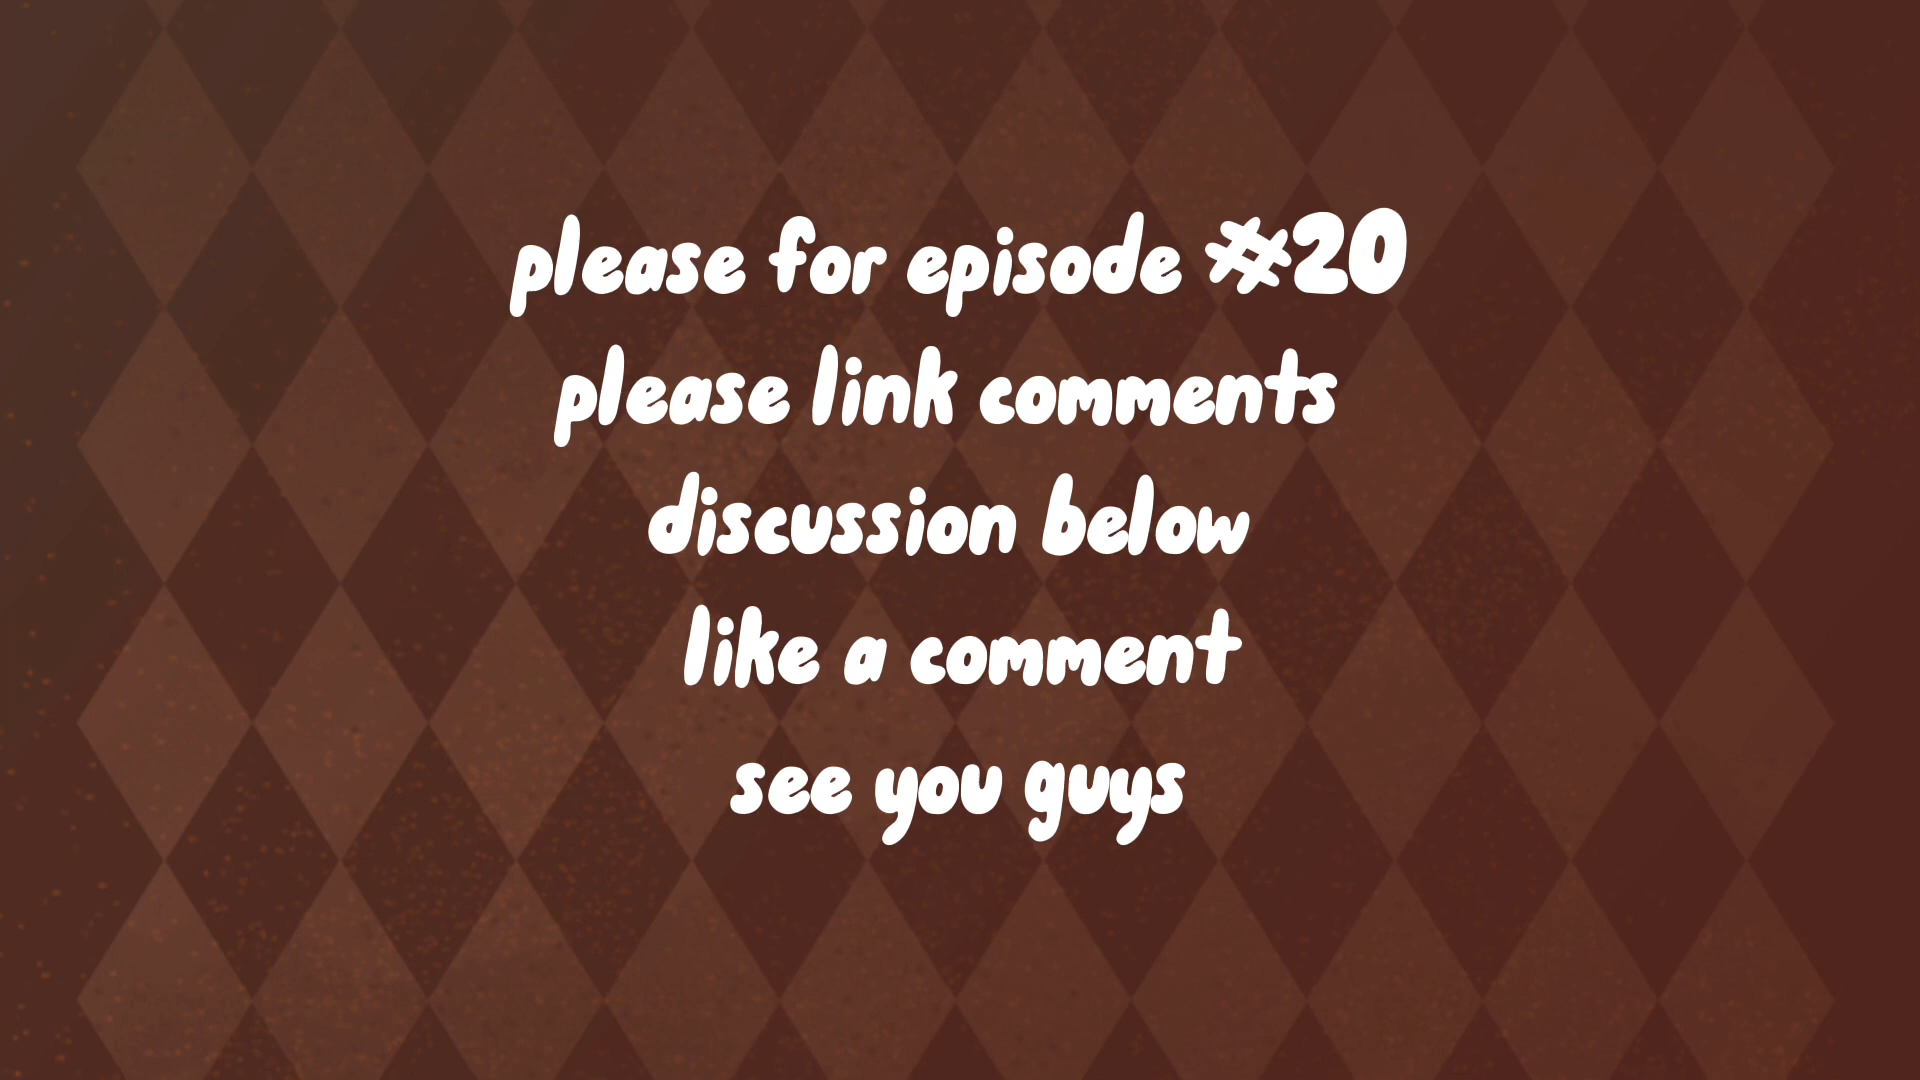 please for episode #20
please link comments
discussion below
like a comment
see you guys